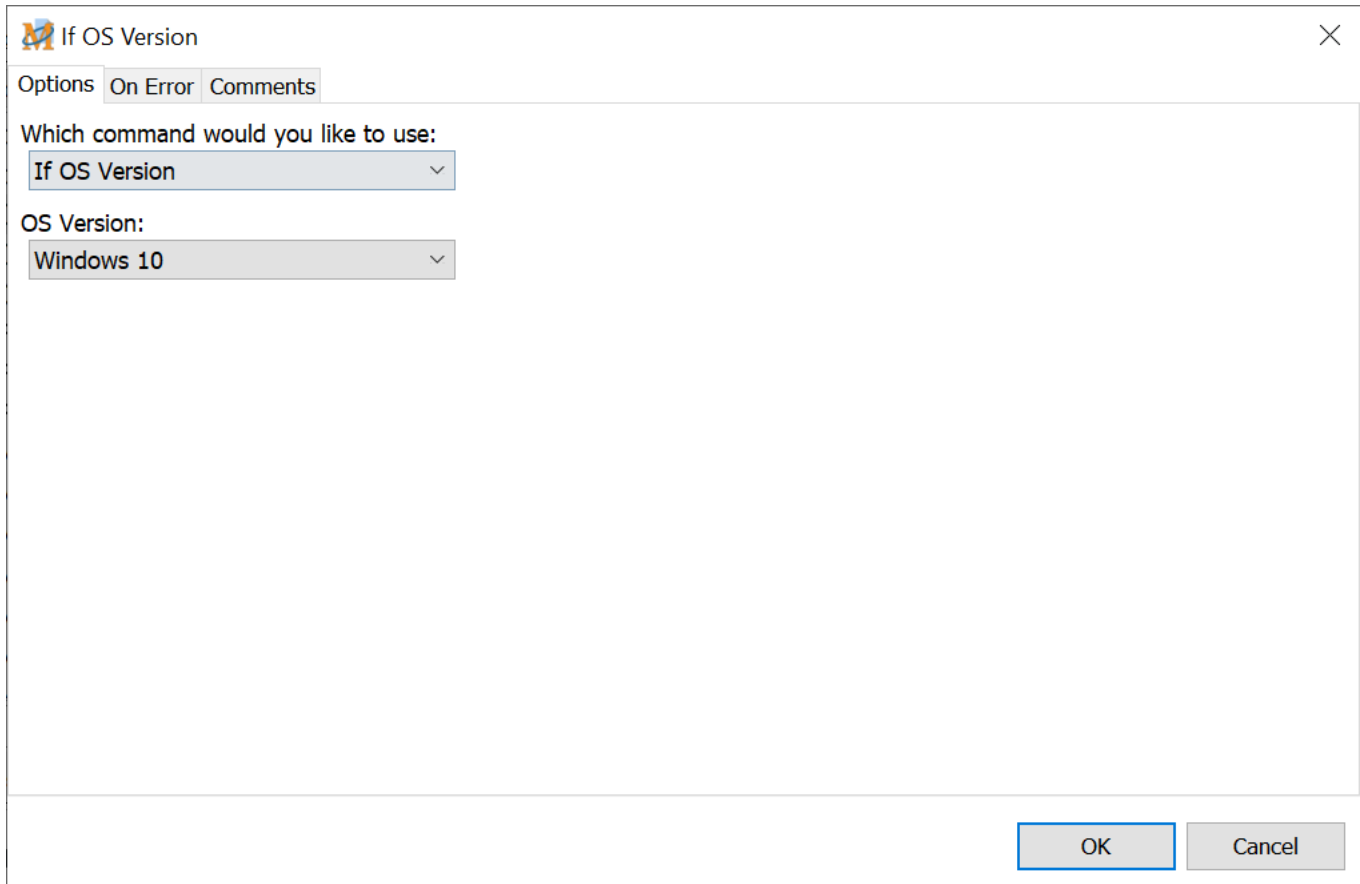 If OS Version
Options On Error Comments
Which command would you like to use:
If OS Version
OS Version:
Windows 10
OK Cancel